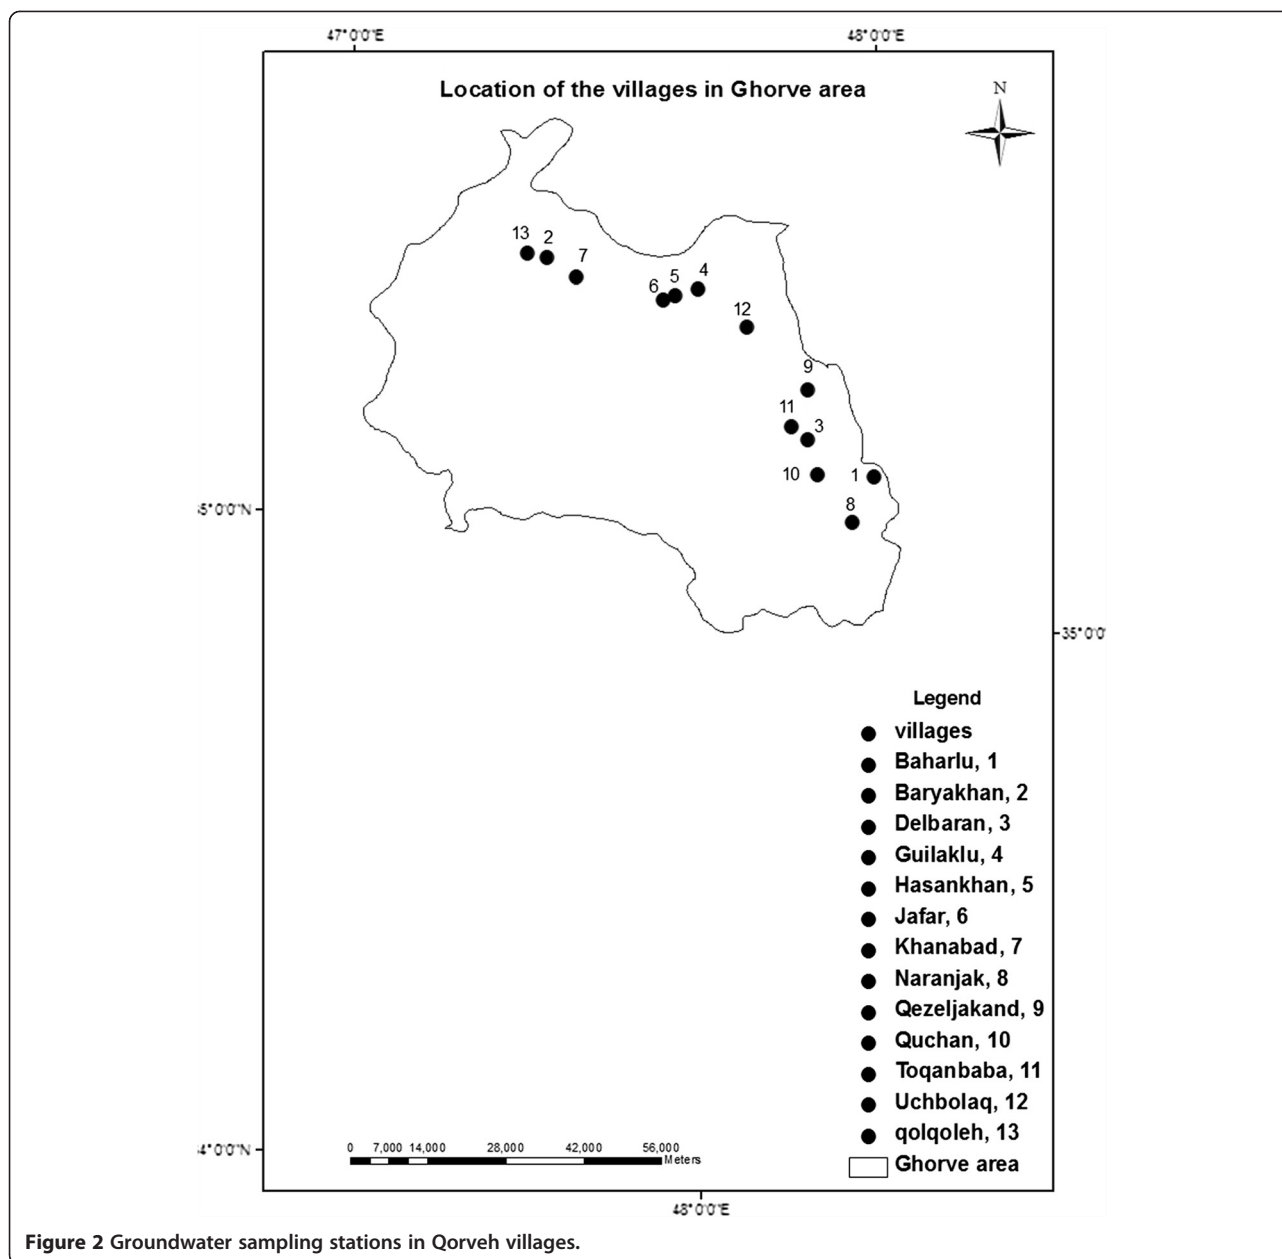 47°0'0"E 48°0'0"E
Location of the villages in Ghorve area
N
13
2
7
6
5
4
12
9
11
3
10
1
8
5°0'0"N
35°0'0'
Legend
villages
Baharlu, 1
Baryakhan, 2
Delbaran, 3
Guilaklu, 4
Hasankhan, 5
Jafar, 6
Khanabad, 7
Naranjak, 8
Qezeljakand, 9
Quchan, 10
Toqanbaba, 11
Uchbolaq, 12
qolqoleh, 13
Ghorve area
4°0'0"N
0 7,000 14,000 28,000 42,000 56,000
Meters
48°0'0"E
Figure 2 Groundwater sampling stations in Qorveh villages.